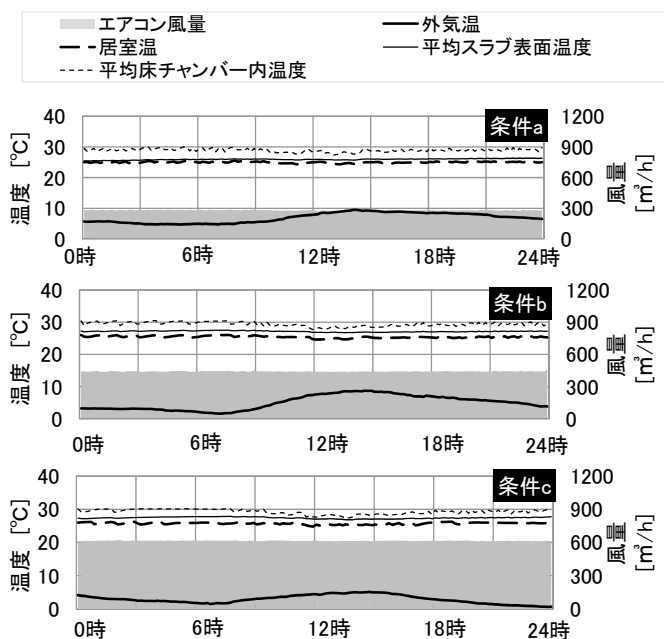 エアコン風量 外気温
居室温 平均スラブ表面温度
平均床チャンバー内温度
条件a
温度 [℃]
40
30
20
10
0
風量 [㎥/h]
1200
900
600
300
0
0時 6時 12時 18時 24時
条件b
温度 [℃]
40
30
20
10
0
風量 [㎥/h]
1200
900
600
300
0
0時 6時 12時 18時 24時
条件c
温度 [℃]
40
30
20
10
0
風量 [㎥/h]
1200
900
600
300
0
0時 6時 12時 18時 24時